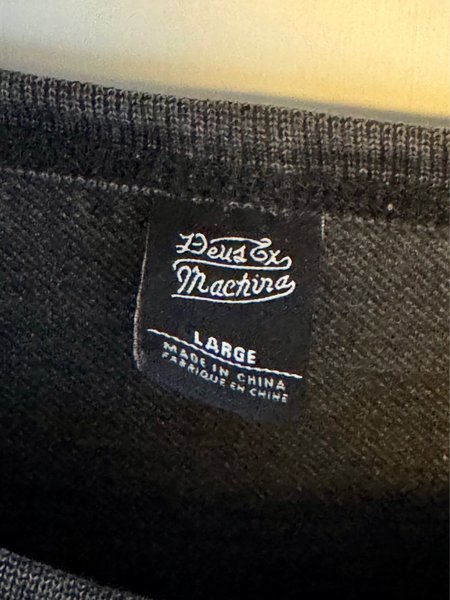 Deus Ex
Machina
LARGE
MADE IN CHINA
FABRIQUE EN CHINE